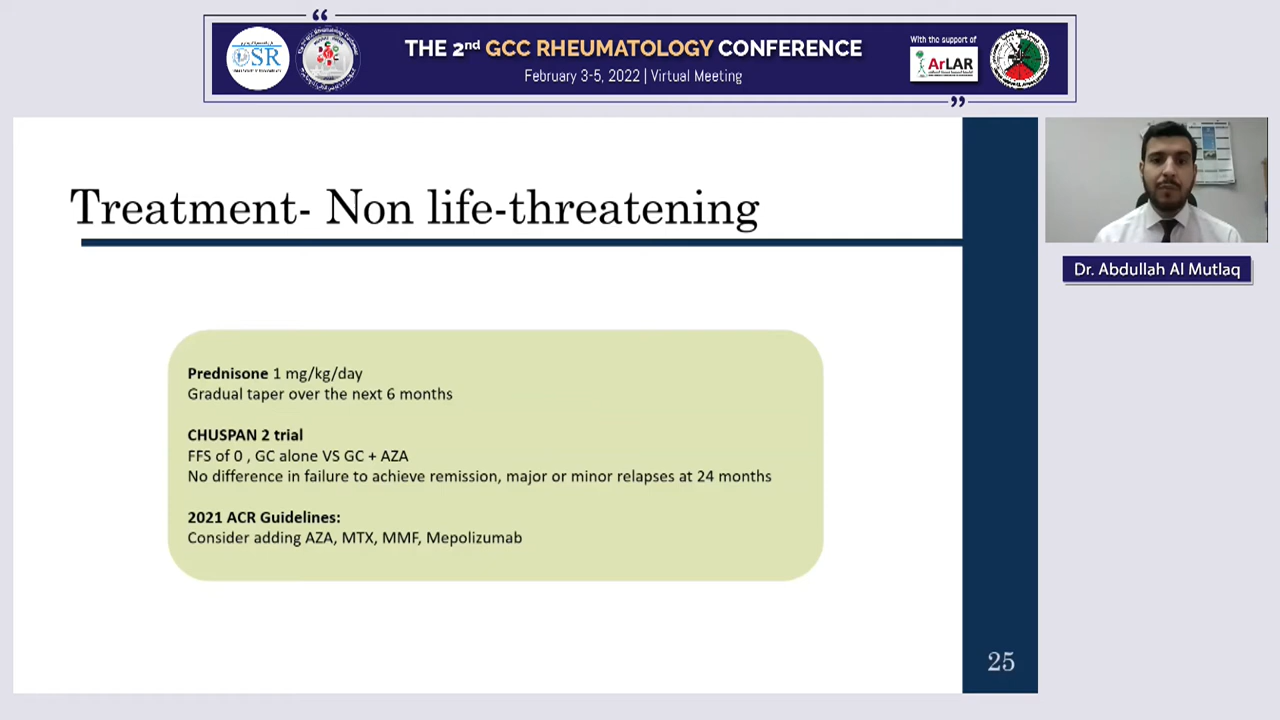 “
THE 2nd GCC RHEUMATOLOGY CONFERENCE
February 3-5, 2022 | Virtual Meeting
OSR
With the support of
ArLAR
”
Treatment- Non life-threatening
Dr. Abdullah Al Mutlaq
Prednisone 1 mg/kg/day
Gradual taper over the next 6 months
CHUSPAN 2 trial
FFS of 0 , GC alone VS GC + AZA
No difference in failure to achieve remission, major or minor relapses at 24 months
2021 ACR Guidelines:
Consider adding AZA, MTX, MMF, Mepolizumab
25